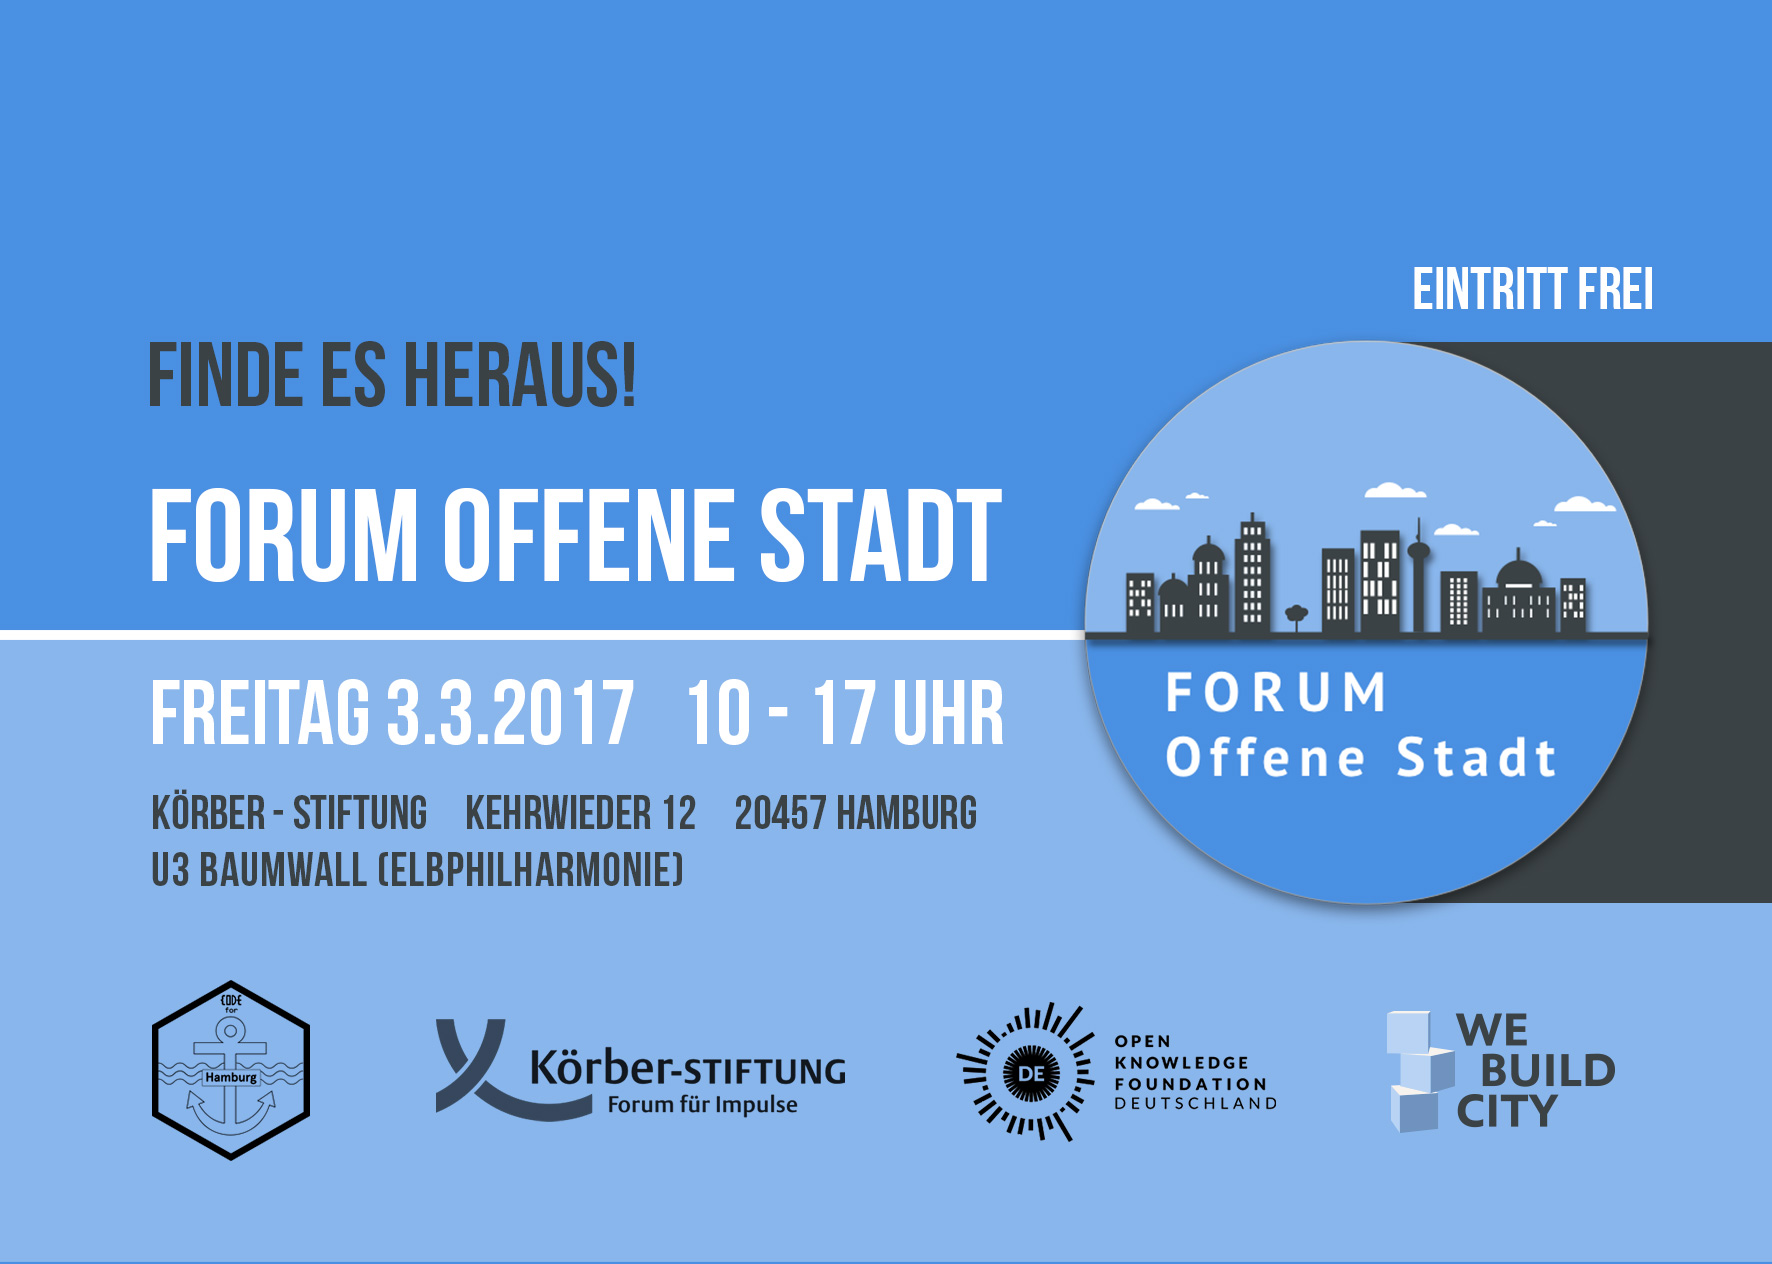 EINTRITT FREI
FINDE ES HERAUS!
FORUM OFFENE STADT
FREITAG 3.3.2017 10 - 17 UHR
KÖRBER - STIFTUNG KEHRWIEDER 12 20457 HAMBURG
U3 BAUMWALL (ELBPHILHARMONIE)
FORUM
Offene Stadt
CODE
for
Hamburg
Körber-STIFTUNG
Forum für Impulse
DE
OPEN
KNOWLEDGE
FOUNDATION
DEUTSCHLAND
WE
BUILD
CITY